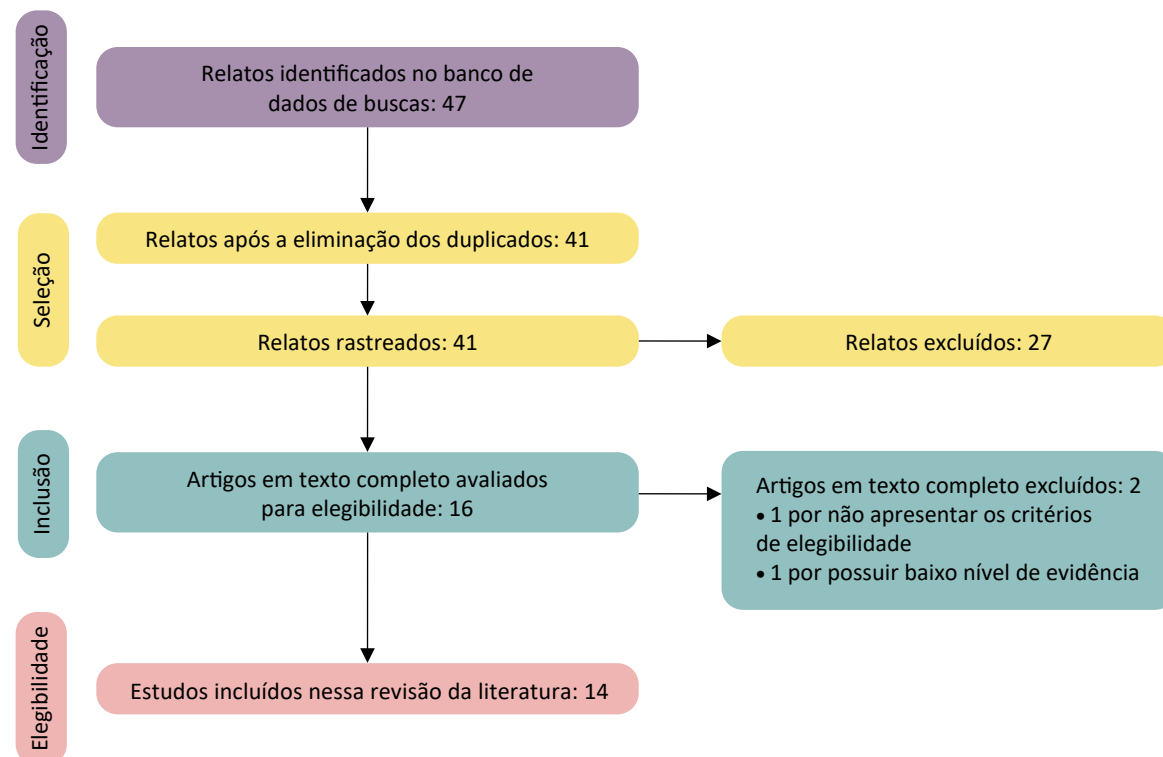 Identificação
Relatos identificados no banco de
dados de buscas: 47
Seleção
Relatos após a eliminação dos duplicados: 41
Relatos rastreados: 41
Relatos excluídos: 27
Inclusão
Artigos em texto completo avaliados
para elegibilidade: 16
Artigos em texto completo excluídos: 2
• 1 por não apresentar os critérios
de elegibilidade
• 1 por possuir baixo nível de evidência
Elegibilidade
Estudos incluídos nessa revisão da literatura: 14